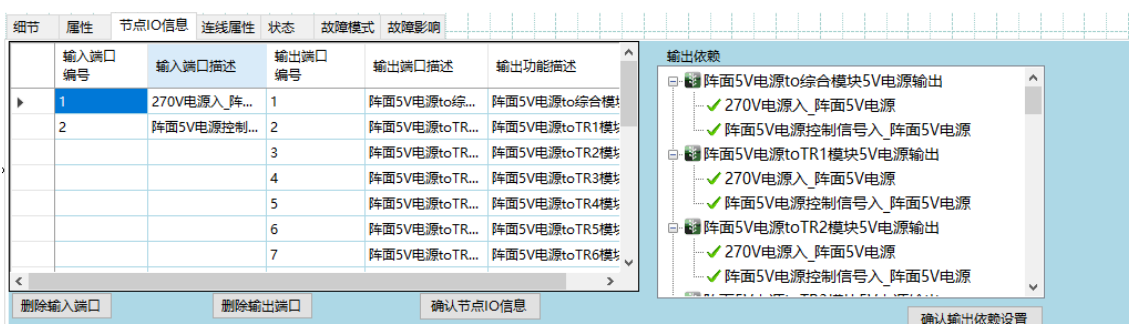 细节 属性 节点IO信息 连线属性 状态 故障模式 故障影响
输入端口编号 输入端口描述 输出端口编号 输出端口描述 输出功能描述
1 270V电源入_阵... 1 阵面5V电源to综... 阵面5V电源to综合模块
2 阵面5V电源控制... 2 阵面5V电源toTR... 阵面5V电源toTR1模块
3 阵面5V电源toTR... 阵面5V电源toTR2模块
4 阵面5V电源toTR... 阵面5V电源toTR3模块
5 阵面5V电源toTR... 阵面5V电源toTR4模块
6 阵面5V电源toTR... 阵面5V电源toTR5模块
7 阵面5V电源toTR... 阵面5V电源toTR6模块
删除输入端口 删除输出端口 确认节点IO信息
输出依赖
阵面5V电源to综合模块5V电源输出
270V电源入_阵面5V电源
阵面5V电源控制信号入_阵面5V电源
阵面5V电源toTR1模块5V电源输出
270V电源入_阵面5V电源
阵面5V电源控制信号入_阵面5V电源
阵面5V电源toTR2模块5V电源输出
270V电源入_阵面5V电源
阵面5V电源控制信号入_阵面5V电源
确认输出依赖设置